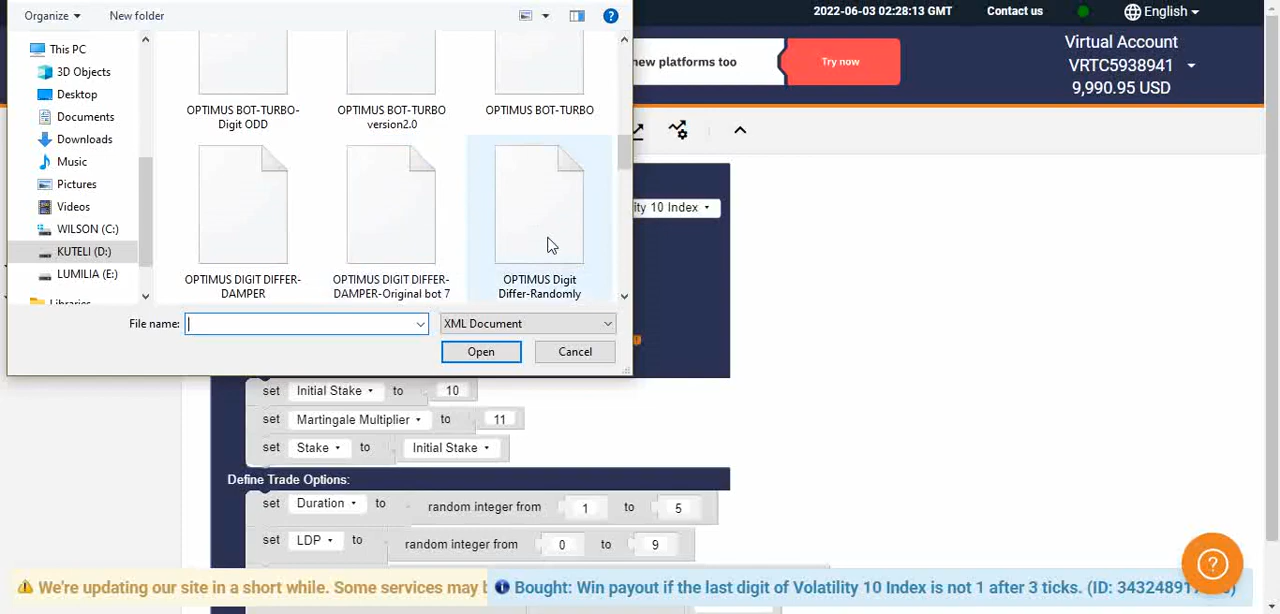 Organize
New folder
2022-06-03 02:28:13 GMT
Contact us
English
This PC
3D Objects
Desktop
Documents
Downloads
Music
Pictures
Videos
WILSON (C:)
KUTELI (D:)
LUMILIA (E:)
Libraries
OPTIMUS BOT-TURBO-
Digit ODD
OPTIMUS BOT-TURBO
version2.0
OPTIMUS BOT-TURBO
OPTIMUS DIGIT DIFFER-
DAMPER
OPTIMUS DIGIT DIFFER-
DAMPER-Original bot 7
OPTIMUS Digit
Differ-Randomly
File name:
XML Document
Open
Cancel
new platforms too
Try now
Virtual Account
VRTC5938941
9,990.95 USD
10 Index
set Initial Stake to 10
set Martingale Multiplier to 11
set Stake to Initial Stake
Define Trade Options:
set Duration to random integer from 1 to 5
set LDP to random integer from 0 to 9
We're updating our site in a short while. Some services may
Bought: Win payout if the last digit of Volatility 10 Index is not 1 after 3 ticks. (ID: